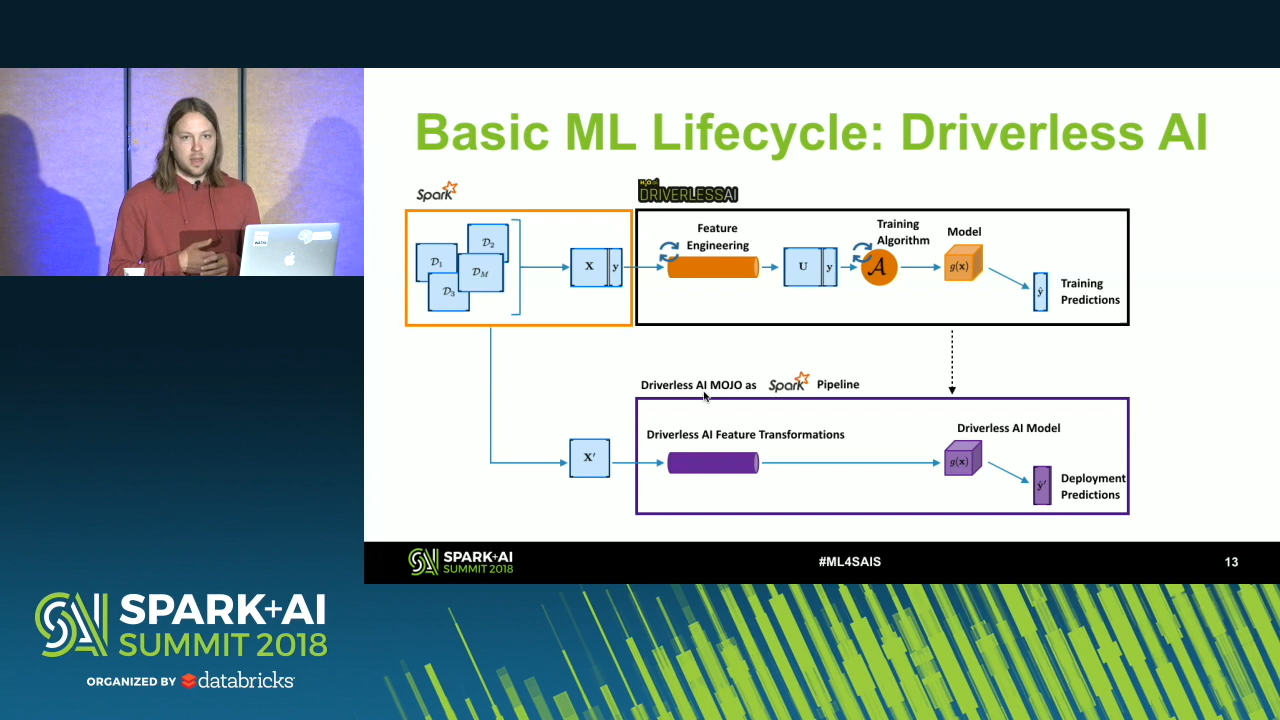 Basic ML Lifecycle: Driverless AI
Spark
H2O.ai
DRIVERLESSAI
D1
D2
D3
DM
X y
Feature
Engineering
U y
Training
Algorithm
A
Model
g(x)
ŷ
Training
Predictions
Driverless AI MOJO as Spark Pipeline
Driverless AI Feature Transformations
Driverless AI Model
X′
g(x)
ŷ′
Deployment
Predictions
SPARK+AI
SUMMIT 2018
#ML4SAIS
13
SPARK+AI
SUMMIT 2018
ORGANIZED BY databricks